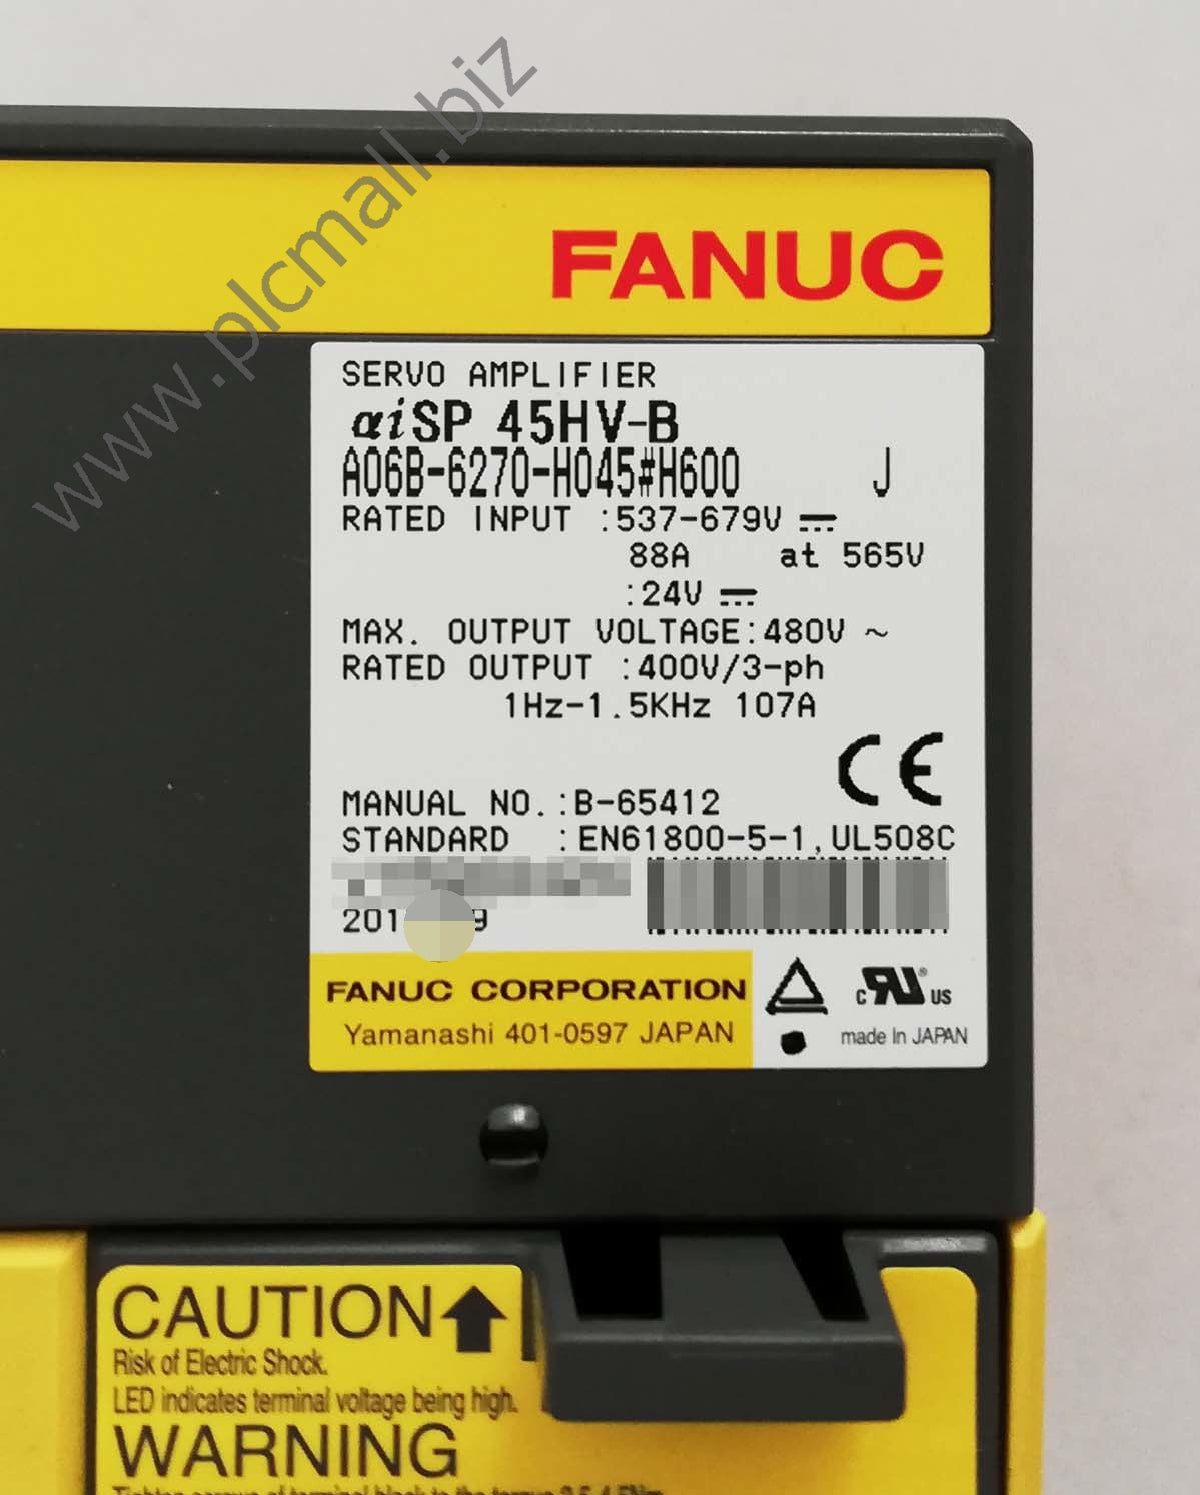 www.plcmall.biz
FANUC
SERVO AMPLIFIER
αiSP 45HV-B
A06B-6270-H045#H600 J
RATED INPUT :537-679V
88A at 565V
:24V
MAX. OUTPUT VOLTAGE:480V ~
RATED OUTPUT :400V/3-ph
1Hz-1.5KHz 107A
CE
MANUAL NO.:B-65412
STANDARD :EN61800-5-1,UL508C
FANUC CORPORATION
Yamanashi 401-0597 JAPAN
c RU ® US
made In JAPAN
CAUTION
Risk of Electric Shock.
LED indicates terminal voltage being high.
WARNING